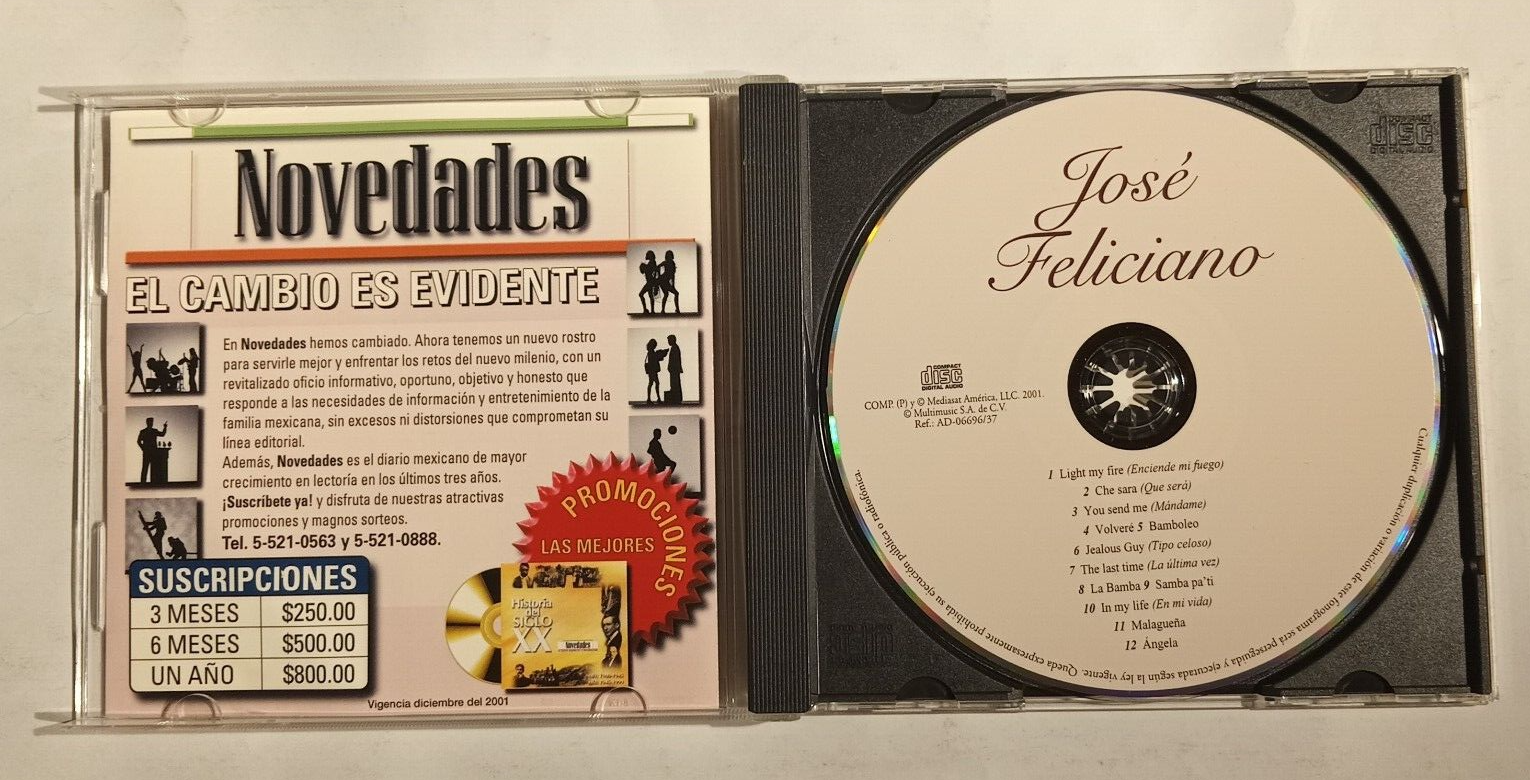 Novedades
EL CAMBIO ES EVIDENTE
En Novedades hemos cambiado. Ahora tenemos un nuevo rostro
para servirle mejor y enfrentar los retos del nuevo milenio, con un
revitalizado oficio informativo, oportuno, objetivo y honesto que
responde a las necesidades de información y entretenimiento de la
familia mexicana, sin excesos ni distorsiones que comprometan su
línea editorial.
Además, Novedades es el diario mexicano de mayor
crecimiento en lectoría en los últimos tres años.
¡Suscríbete ya! y disfruta de nuestras atractivas
promociones y magnos sorteos.
Tel. 5-521-0563 y 5-521-0888.
SUSCRIPCIONES
3 MESES $250.00
6 MESES $500.00
UN AÑO $800.00
PROMOCIONES
LAS MEJORES
Historia
del
SIGLO
XX
Novedades
Vigencia diciembre del 2001
José
Feliciano
COMPACT
disc
DIGITAL AUDIO
COMPACT
disc
DIGITAL AUDIO
COMP. (P) y © Mediasat América, LLC. 2001.
© Multimusic S.A. de C.V.
Ref.: AD-06696/37
1 Light my fire (Enciende mi fuego)
2 Che sara (Que será)
3 You send me (Mándame)
4 Volveré 5 Bamboleo
6 Jealous Guy (Tipo celoso)
7 The last time (La última vez)
8 La Bamba 9 Samba pa'ti
10 In my life (En mi vida)
11 Malagueña
12 Ángela
Cualquier duplicación o variación de este fonograma será perseguida y ejecutada según la ley vigente. Queda expresamente prohibida su ejecución pública o radiofónica.